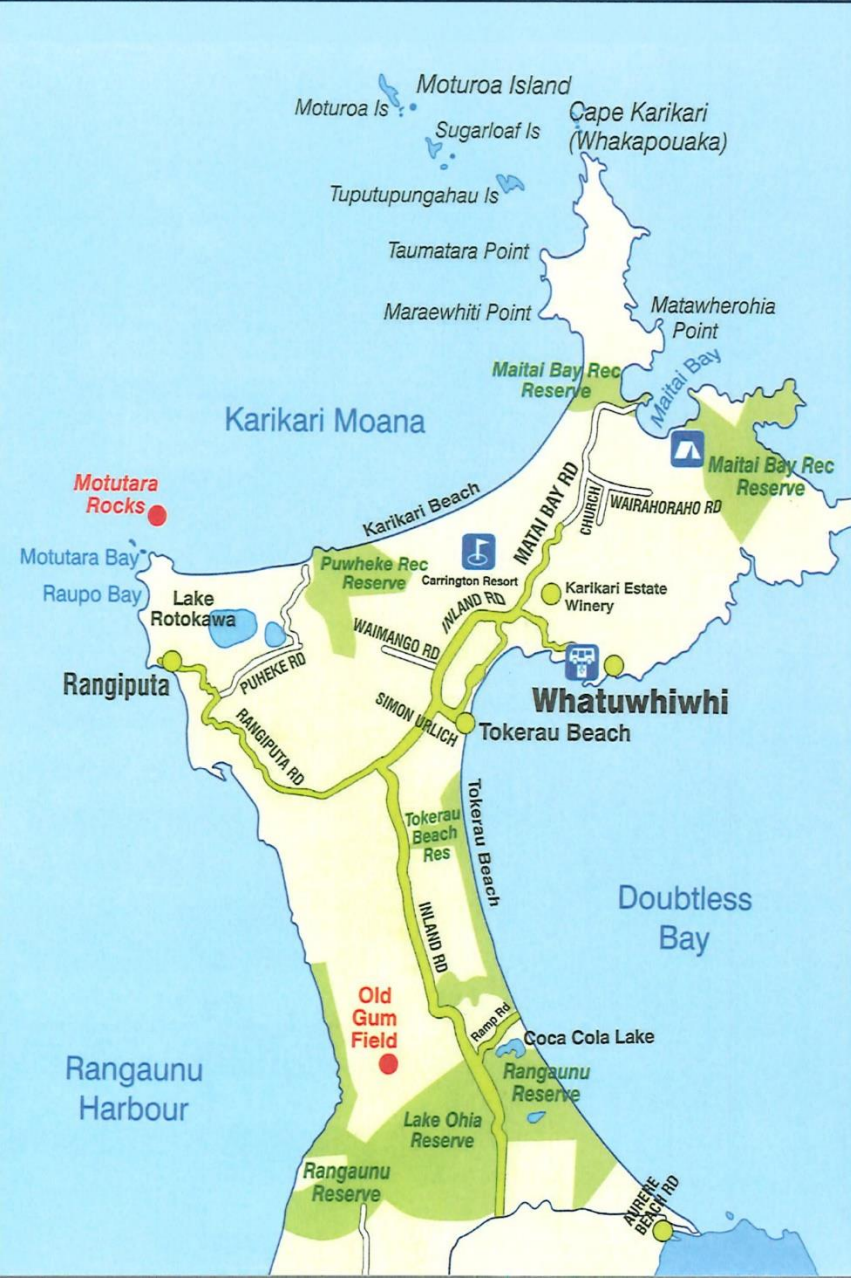 Moturoa Island
Moturoa Is
Cape Karikari
(Whakapouaka)
Sugarloaf Is
Tuputupungahau Is
Taumatara Point
Maraewhiti Point
Matawherohia
Point
Maitai Bay
Maitai Bay Rec
Reserve
Karikari Moana
Maitai Bay Rec
Reserve
Motutara
Rocks
Karikari Beach
MATAI BAY RD
CHURCH
WAIRAHORAHO RD
Motutara Bay
Raupo Bay
Puwheke Rec
Reserve
Carrington Resort
Karikari Estate
Winery
Lake
Rotokawa
INLAND RD
WAIMANGO RD
PUHEKE RD
Rangiputa
Whatuwhiwhi
SIMON URLICH
Tokerau Beach
RANGIPUTA RD
Tokerau
Beach
Res
Tokerau Beach
Doubtless
Bay
INLAND RD
Old
Gum
Field
Ramp Rd
Coca Cola Lake
Rangaunu
Harbour
Rangaunu
Reserve
Lake Ohia
Reserve
Rangaunu
Reserve
AURERE
BEACH RD